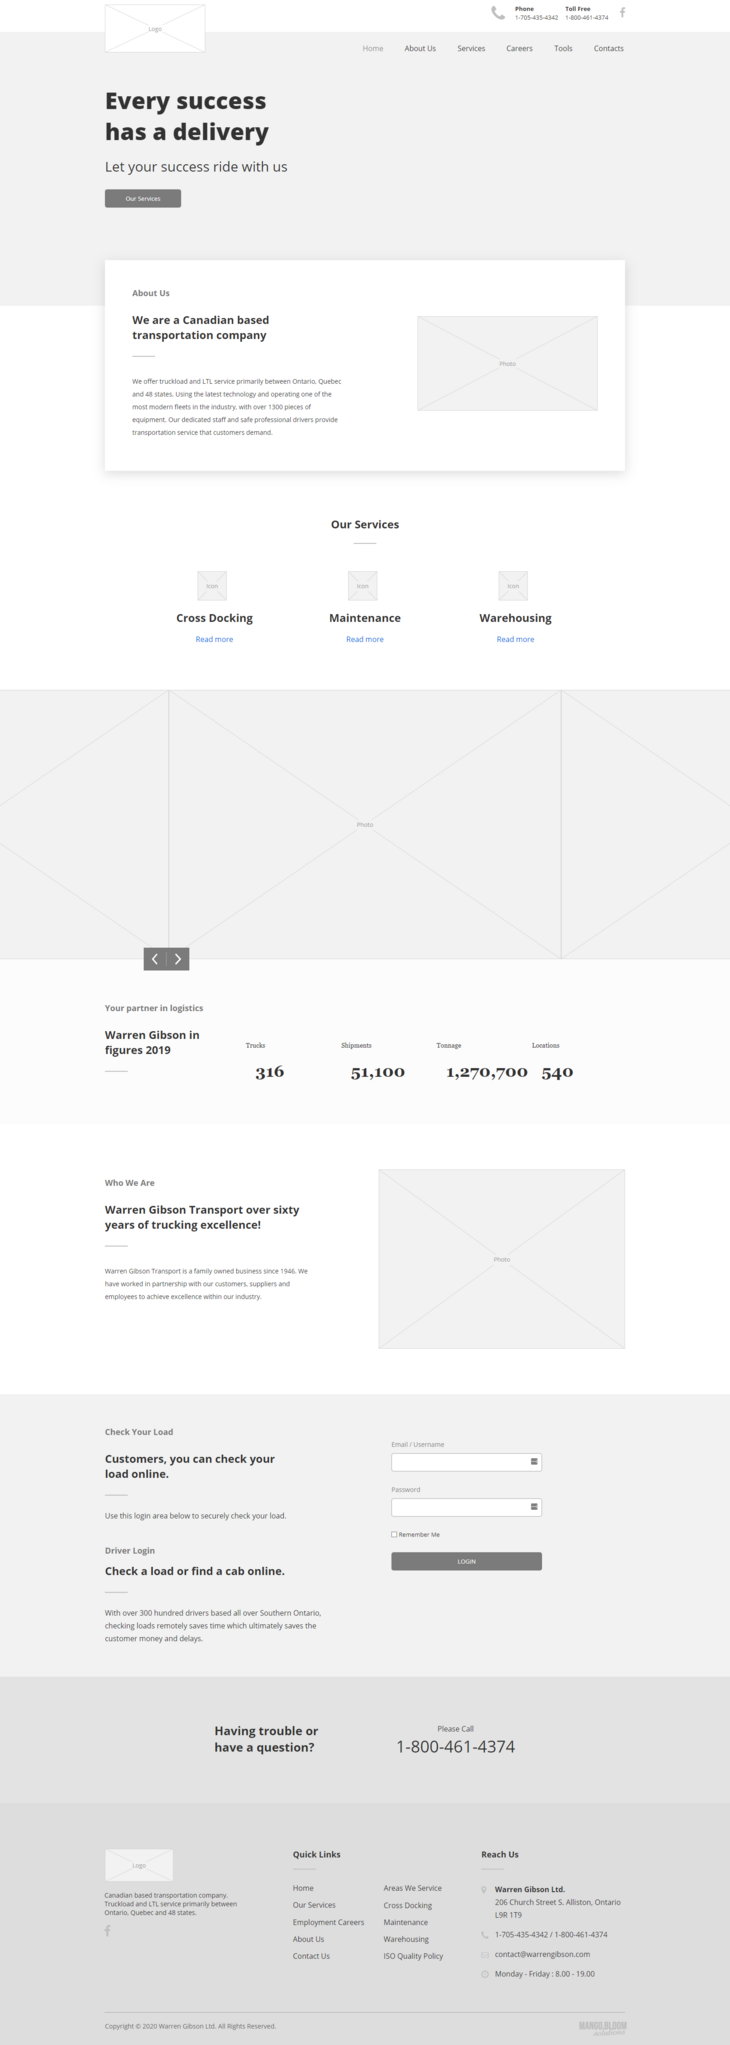 Logo
Phone
1-705-435-4342
Toll Free
1-800-461-4374
Home About Us Services Careers Tools Contacts
Every success
has a delivery
Let your success ride with us
Our Services
About Us
We are a Canadian based
transportation company
We offer truckload and LTL service primarily between Ontario, Quebec
and 48 states. Using the latest technology and operating one of the
most modern fleets in the industry, with over 1300 pieces of
equipment. Our dedicated staff and safe professional drivers provide
transportation service that customers demand.
Photo
Our Services
Icon
Cross Docking
Read more
Icon
Maintenance
Read more
Icon
Warehousing
Read more
Photo
Your partner in logistics
Warren Gibson in
figures 2019
Trucks
316
Shipments
51,100
Tonnage
1,270,700
Locations
540
Who We Are
Warren Gibson Transport over sixty
years of trucking excellence!
Warren Gibson Transport is a family owned business since 1946. We
have worked in partnership with our customers, suppliers and
employees to achieve excellence within our industry.
Photo
Check Your Load
Customers, you can check your
load online.
Use this login area below to securely check your load.
Driver Login
Check a load or find a cab online.
With over 300 hundred drivers based all over Southern Ontario,
checking loads remotely saves time which ultimately saves the
customer money and delays.
Email / Username
Password
Remember Me
LOGIN
Having trouble or
have a question?
Please Call
1-800-461-4374
Logo
Canadian based transportation company.
Truckload and LTL service primarily between
Ontario, Quebec and 48 states.
Quick Links
Home
Our Services
Employment Careers
About Us
Contact Us
Areas We Service
Cross Docking
Maintenance
Warehousing
ISO Quality Policy
Reach Us
Warren Gibson Ltd.
206 Church Street S. Alliston, Ontario
L9R 1T9
1-705-435-4342 / 1-800-461-4374
contact@warrengibson.com
Monday - Friday : 8.00 - 19.00
Copyright © 2020 Warren Gibson Ltd. All Rights Reserved.
MANGO.BLOOM
solutions